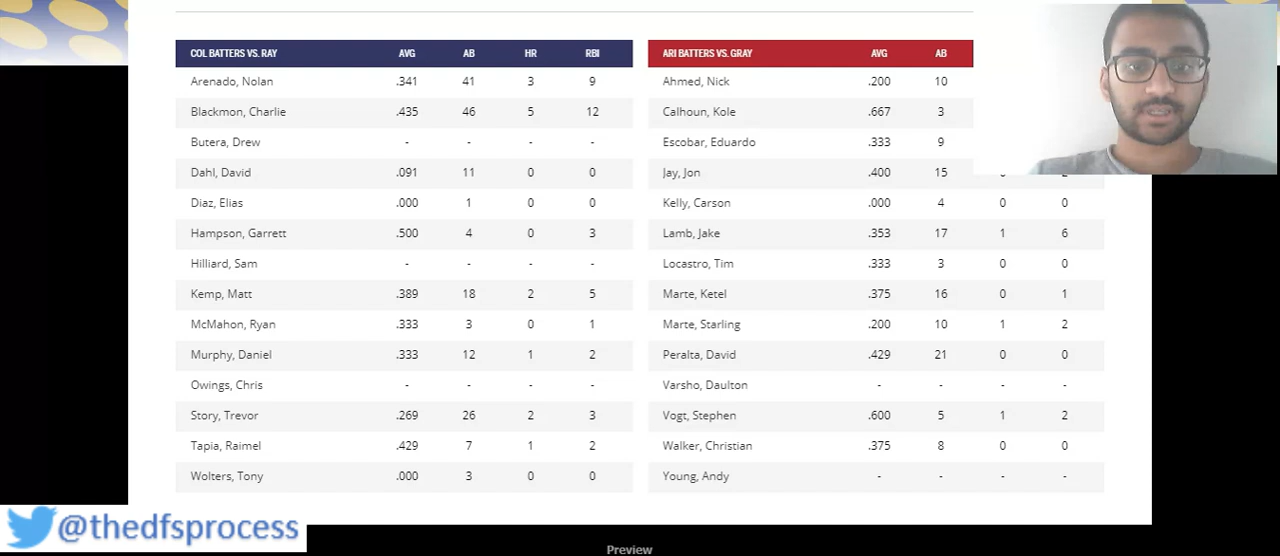 COL BATTERS VS. RAY AVG AB HR RBI
Arenado, Nolan .341 41 3 9
Blackmon, Charlie .435 46 5 12
Butera, Drew - - - -
Dahl, David .091 11 0 0
Diaz, Elias .000 1 0 0
Hampson, Garrett .500 4 0 3
Hilliard, Sam - - - -
Kemp, Matt .389 18 2 5
McMahon, Ryan .333 3 0 1
Murphy, Daniel .333 12 1 2
Owings, Chris - - - -
Story, Trevor .269 26 2 3
Tapia, Raimel .429 7 1 2
Wolters, Tony .000 3 0 0
ARI BATTERS VS. GRAY AVG AB
Ahmed, Nick .200 10
Calhoun, Kole .667 3
Escobar, Eduardo .333 9
Jay, Jon .400 15
Kelly, Carson .000 4 0 0
Lamb, Jake .353 17 1 6
Locastro, Tim .333 3 0 0
Marte, Ketel .375 16 0 1
Marte, Starling .200 10 1 2
Peralta, David .429 21 0 0
Varsho, Daulton - - - -
Vogt, Stephen .600 5 1 2
Walker, Christian .375 8 0 0
Young, Andy - - - -
@thedfsprocess
Preview